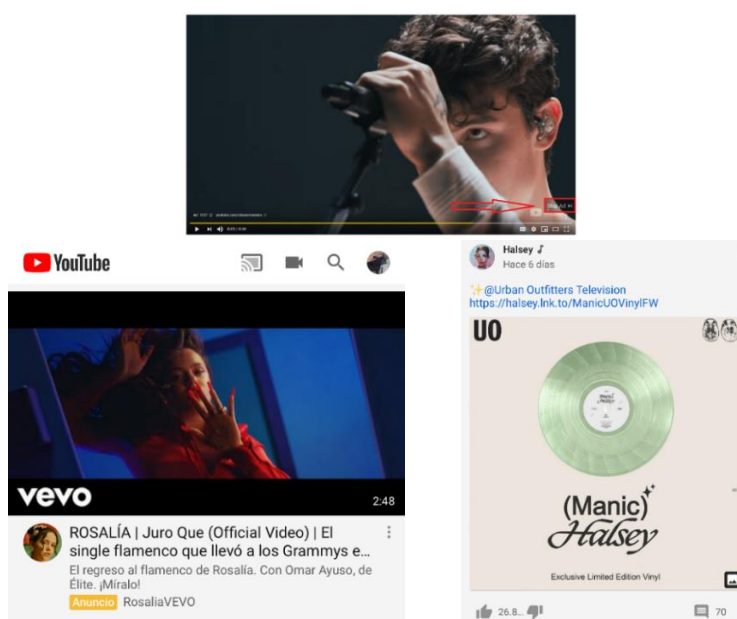 Skip Ad
YouTube
vevo
2:48
ROSALÍA | Juro Que (Official Video) | El
single flamenco que llevó a los Grammys e...
El regreso al flamenco de Rosalía. Con Omar Ayuso, de
Élite. ¡Míralo!
Anuncio RosaliaVEVO
Halsey
Hace 6 días
@Urban Outfitters Television
https://halsey.lnk.to/ManicUOVinylFW
UO
(Manic)
Halsey
Exclusive Limited Edition Vinyl
26.8...
70